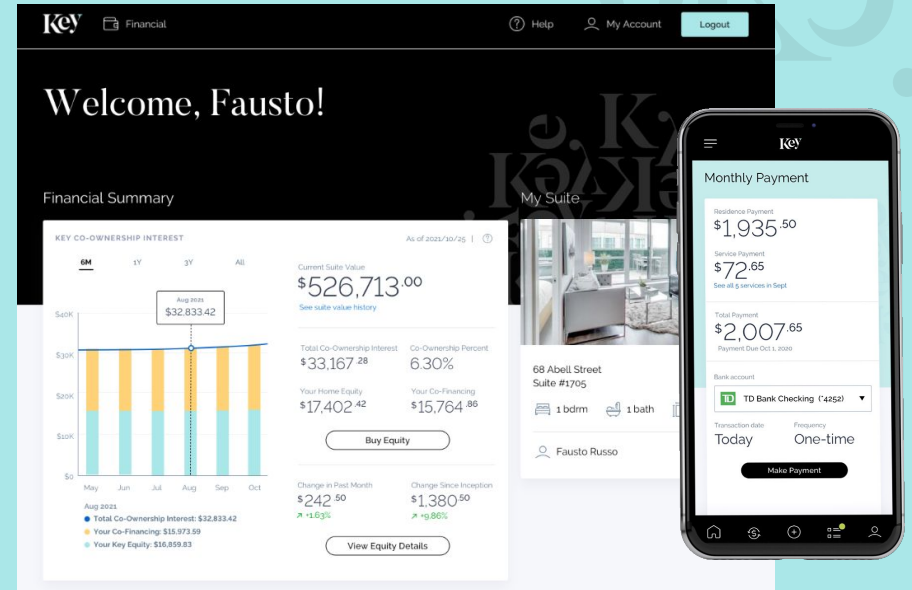 Key
Financial
Help
My Account
Logout
Welcome, Fausto!
Financial Summary
KEY CO-OWNERSHIP INTEREST
As of 2021/10/25 |
6M 1Y 3Y All
Aug 2021
$32,833.42
$40K
$30K
$20K
$10K
$0
May Jun Jul Aug Sep Oct
Aug 2021
Total Co-Ownership Interest: $32,833.42
Your Co-Financing: $15,973.59
Your Key Equity: $16,859.83
Current Suite Value
$526,713.00
See suite value history
Total Co-Ownership Interest
$33,167.28
Co-Ownership Percent
6.30%
Your Home Equity
$17,402.42
Your Co-Financing
$15,764.86
Buy Equity
Change in Past Month
$242.50
+1.63%
Change Since Inception
$1,380.50
+9.86%
View Equity Details
My Suite
68 Abell Street
Suite #1705
1 bdrm 1 bath
Fausto Russo
Key
Monthly Payment
Residence Payment
$1,935.50
Service Payment
$72.65
See all 5 services in Sept
Total Payment
$2,007.65
Payment Due Oct 1, 2020
Bank account
TD TD Bank Checking (*4252)
Transaction date
Today
Frequency
One-time
Make Payment